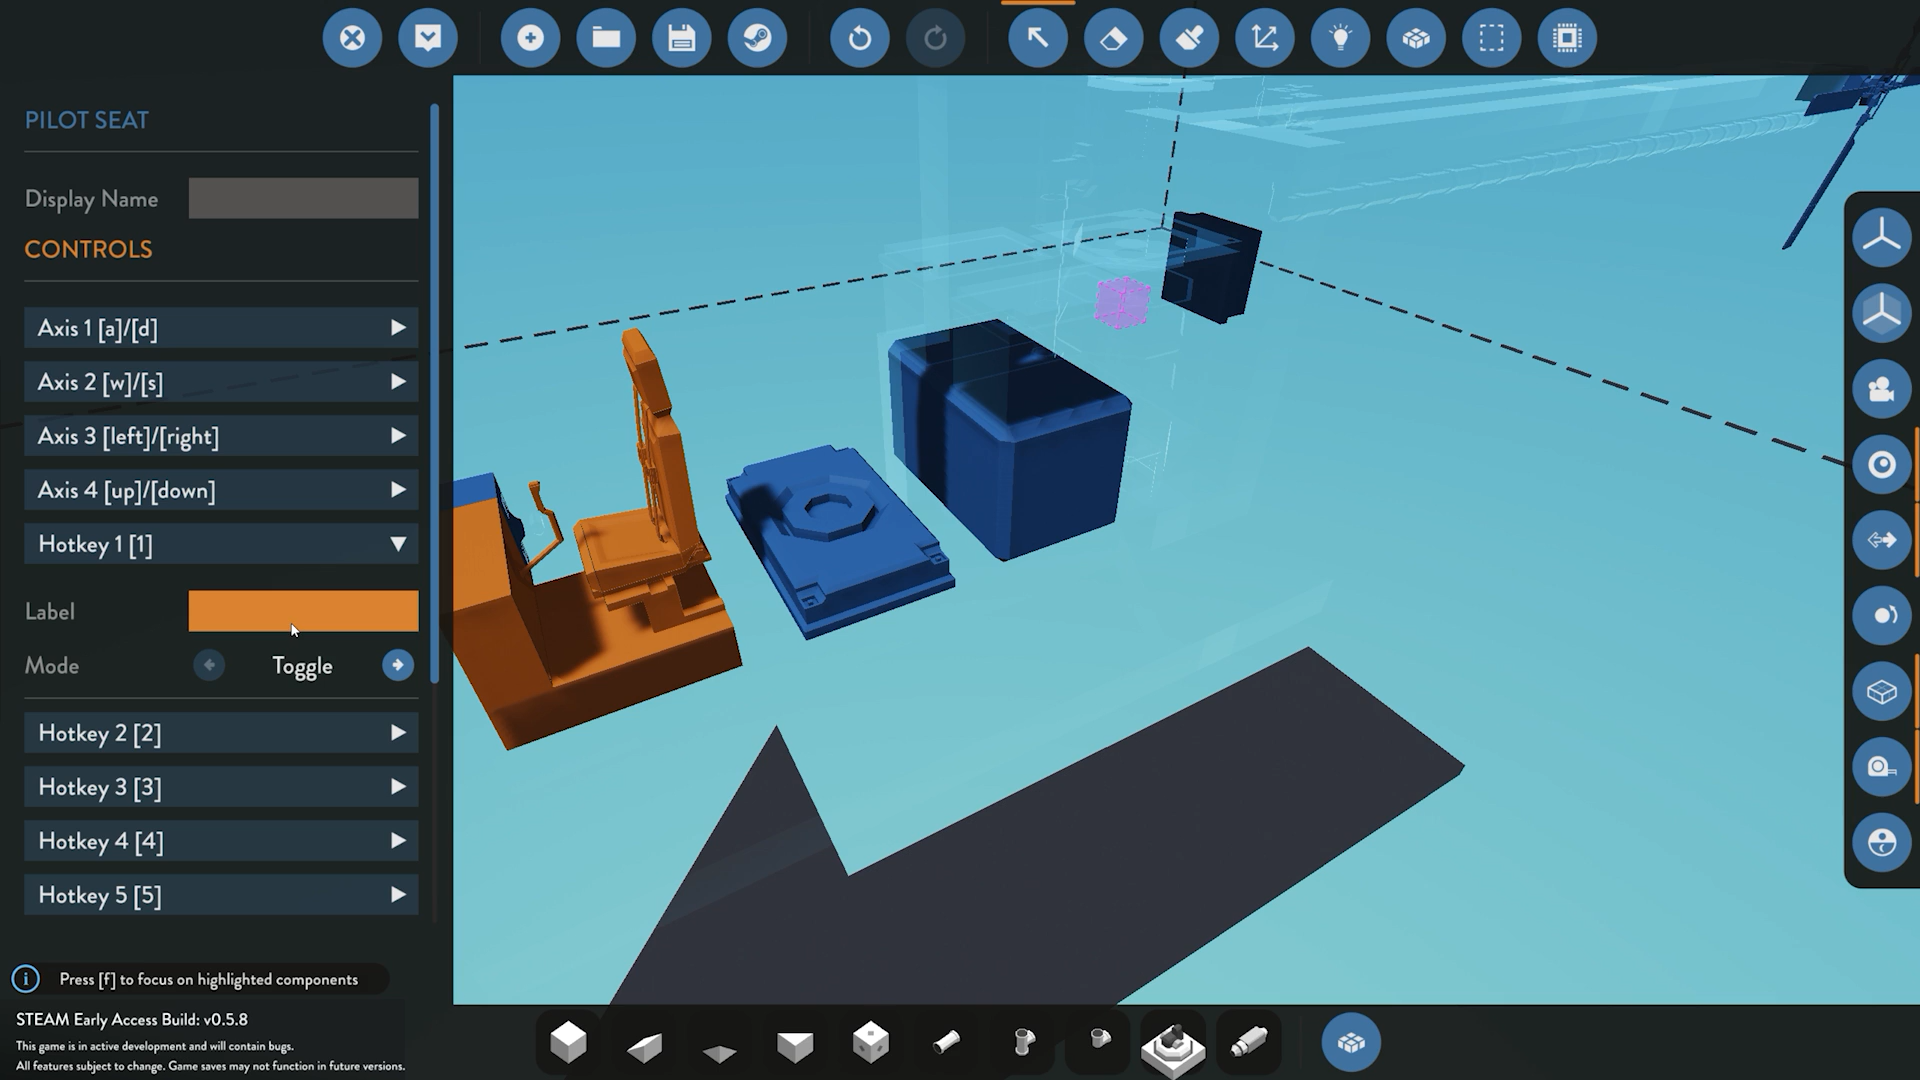 PILOT SEAT
Display Name
CONTROLS
Axis 1 [a]/[d]
Axis 2 [w]/[s]
Axis 3 [left]/[right]
Axis 4 [up]/[down]
Hotkey 1 [1]
Label
Mode
Toggle
Hotkey 2 [2]
Hotkey 3 [3]
Hotkey 4 [4]
Hotkey 5 [5]
Press [f] to focus on highlighted components
STEAM Early Access Build: v0.5.8
This game is in active development and will contain bugs.
All features subject to change. Game saves may not function in future versions.